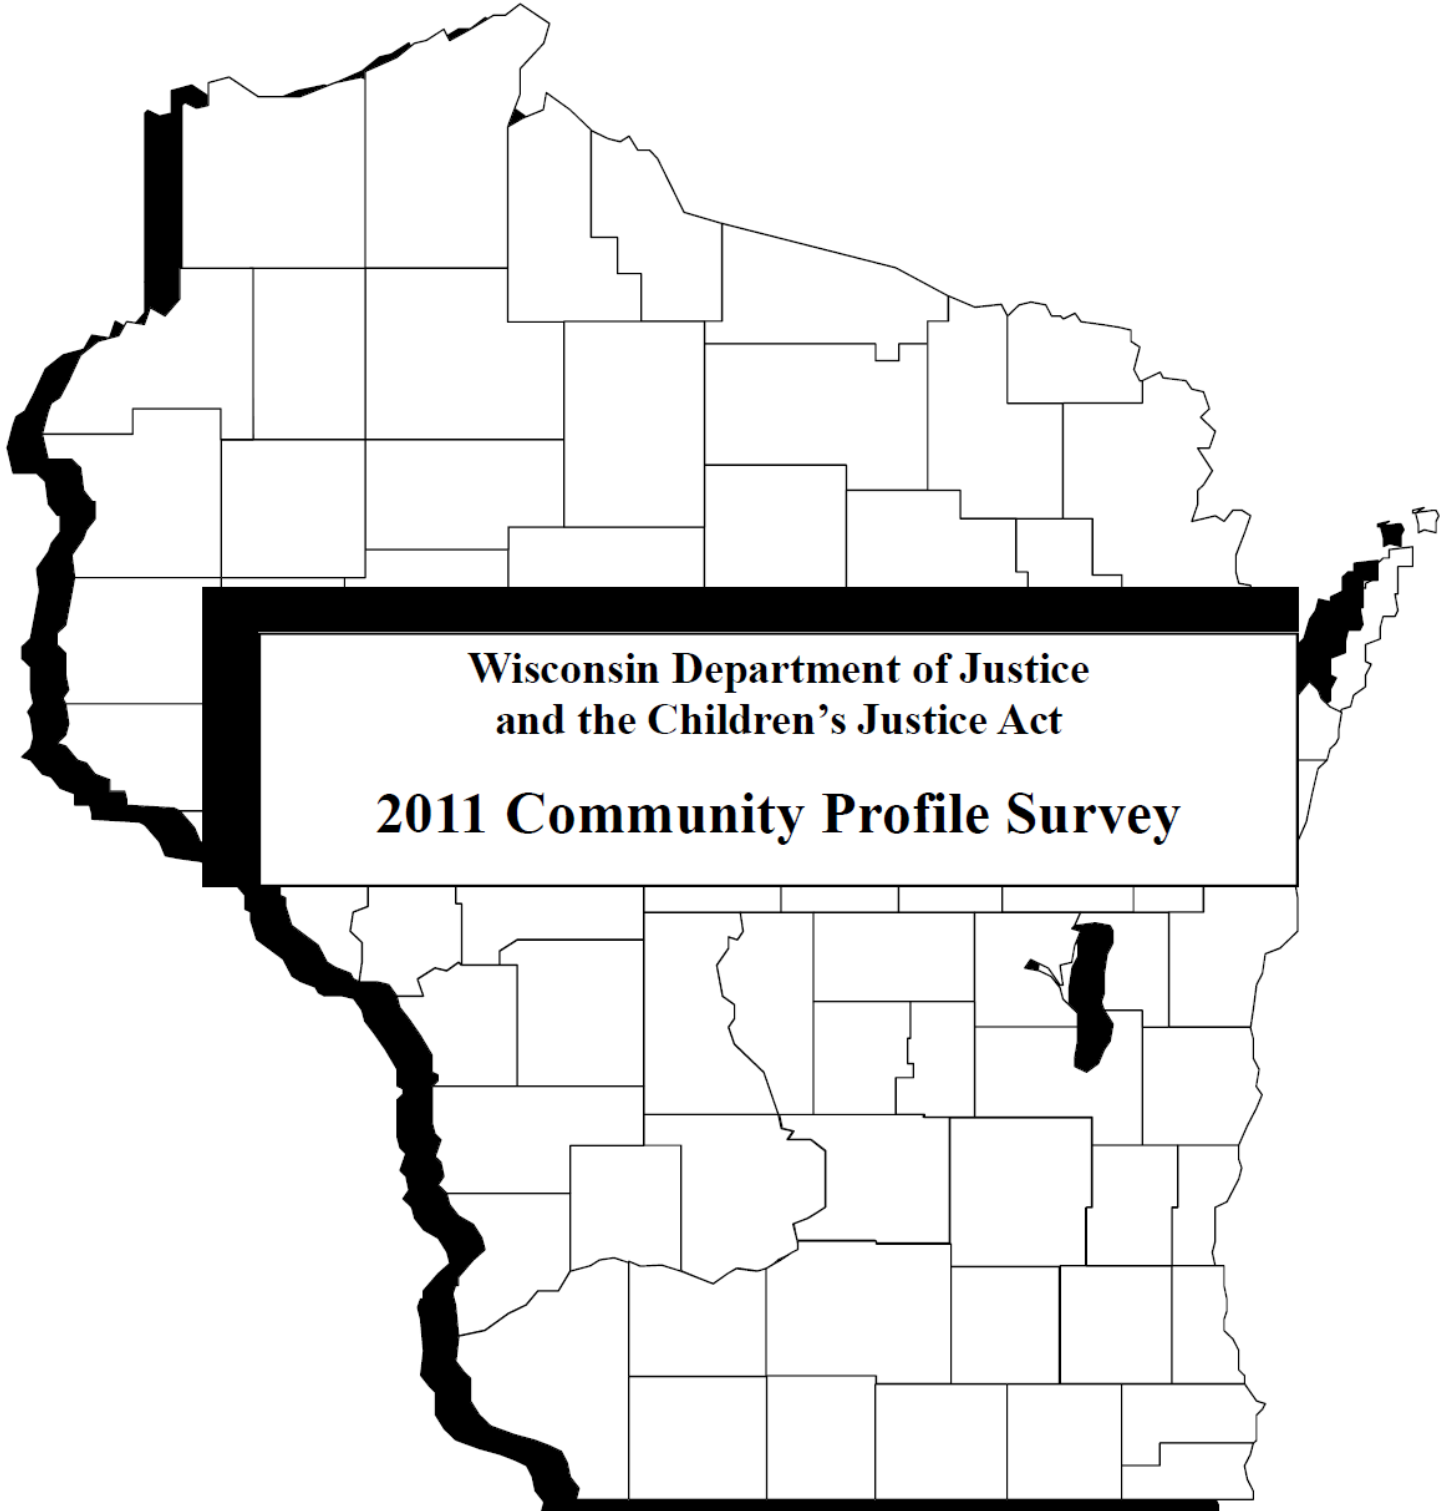 Wisconsin Department of Justice
and the Children’s Justice Act
2011 Community Profile Survey